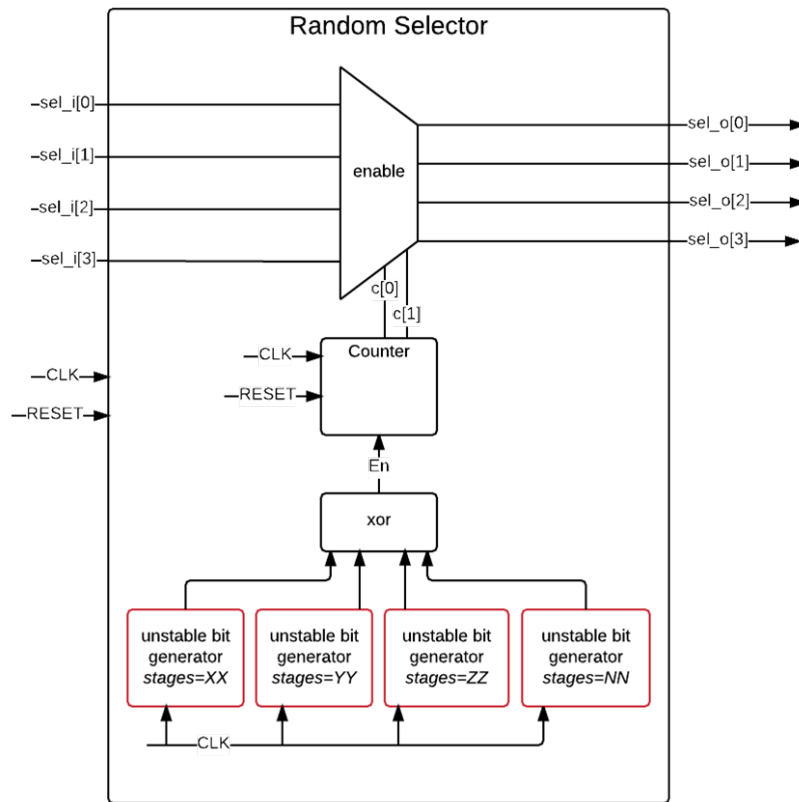 Random Selector
sel_i[0]
sel_i[1]
sel_i[2]
sel_i[3]
enable
sel_o[0]
sel_o[1]
sel_o[2]
sel_o[3]
c[0]
c[1]
CLK
RESET
CLK
RESET
Counter
En
xor
unstable bit
generator
stages=XX
unstable bit
generator
stages=YY
unstable bit
generator
stages=ZZ
unstable bit
generator
stages=NN
CLK